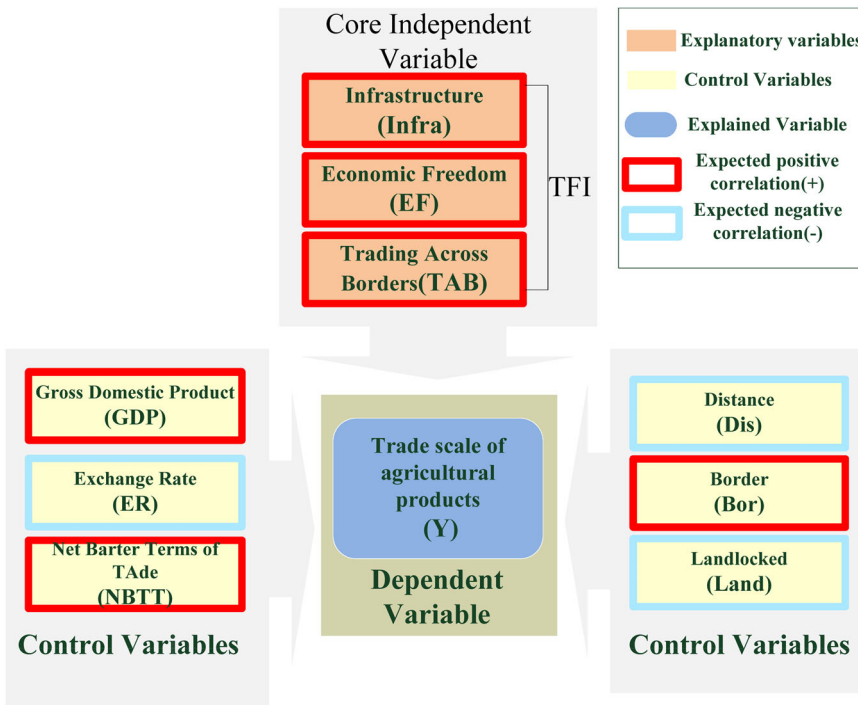 Core Independent
Variable
Infrastructure
(Infra)
Economic Freedom
(EF)
Trading Across
Borders(TAB)
TFI
Explanatory variables
Control Variables
Explained Variable
Expected positive
correlation(+)
Expected negative
correlation(-)
Gross Domestic Product
(GDP)
Exchange Rate
(ER)
Net Barter Terms of
TAde
(NBTT)
Control Variables
Trade scale of
agricultural
products
(Y)
Dependent
Variable
Distance
(Dis)
Border
(Bor)
Landlocked
(Land)
Control Variables